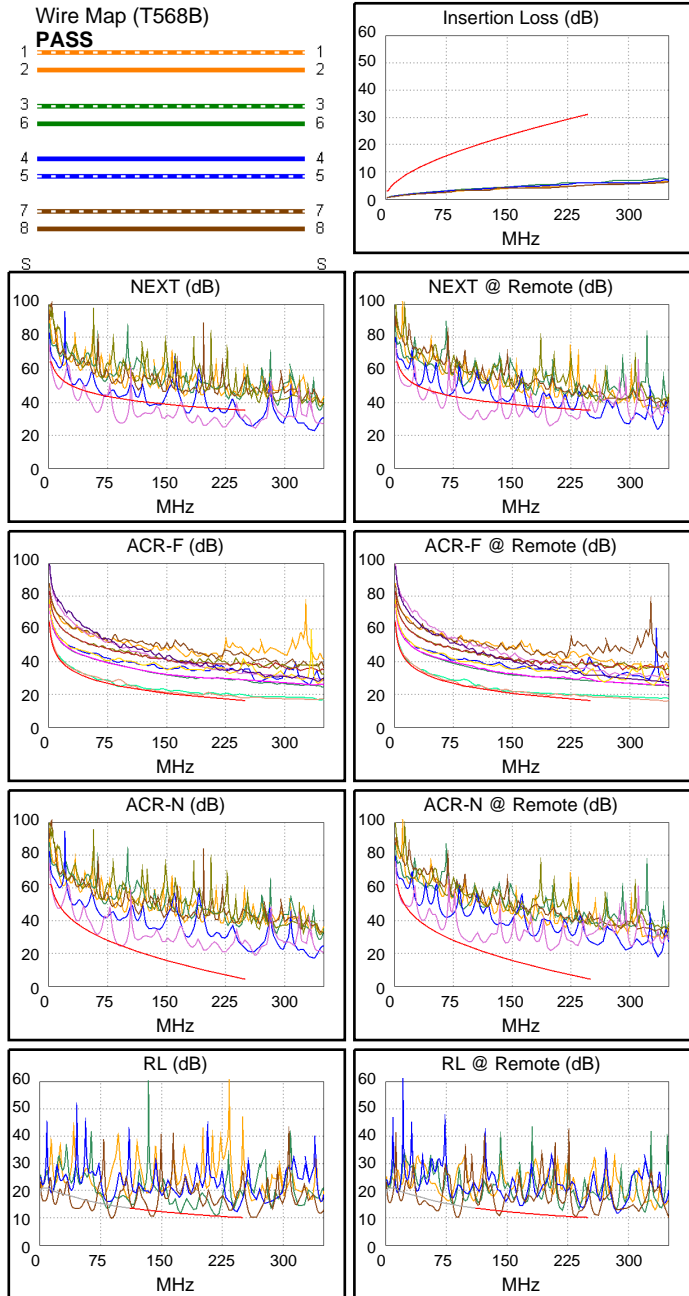 Wire Map (T568B)
PASS
1 1
2 2
3 3
6 6
4 4
5 5
7 7
8 8
S S
Insertion Loss (dB)
60
50
40
30
20
10
0
0 75 150 225 300
MHz
NEXT (dB)
100
80
60
40
20
0
0 75 150 225 300
MHz
NEXT @ Remote (dB)
100
80
60
40
20
0
0 75 150 225 300
MHz
ACR-F (dB)
100
80
60
40
20
0
0 75 150 225 300
MHz
ACR-F @ Remote (dB)
100
80
60
40
20
0
0 75 150 225 300
MHz
ACR-N (dB)
100
80
60
40
20
0
0 75 150 225 300
MHz
ACR-N @ Remote (dB)
100
80
60
40
20
0
0 75 150 225 300
MHz
RL (dB)
60
50
40
30
20
10
0
0 75 150 225 300
MHz
RL @ Remote (dB)
60
50
40
30
20
10
0
0 75 150 225 300
MHz